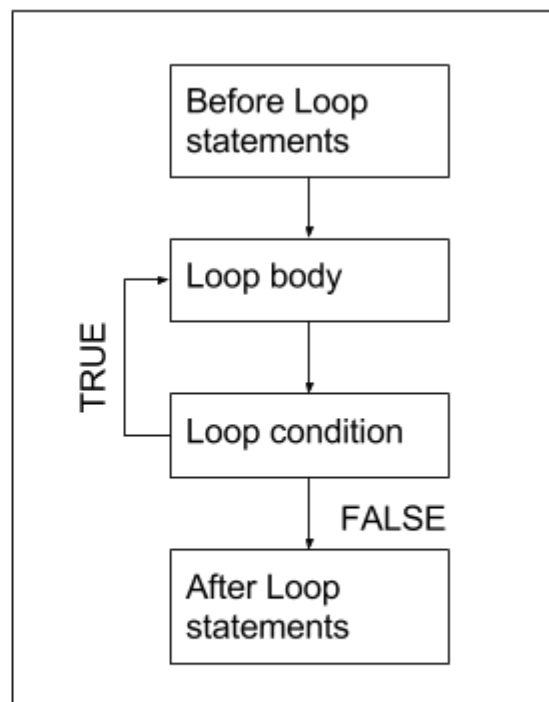 Before Loop
statements
Loop body
TRUE
Loop condition
FALSE
After Loop
statements